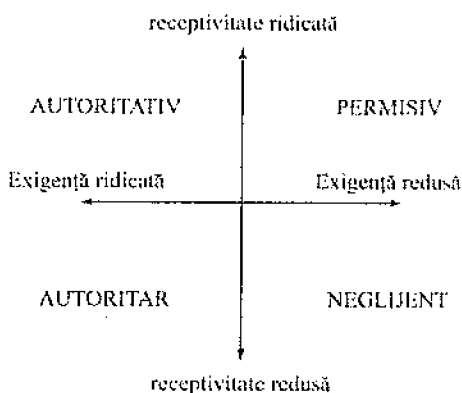 receptivitate ridicată
AUTORITATIV PERMISIV
Exigență ridicată Exigență redusă
AUTORITAR NEGLIJENT
receptivitate redusă